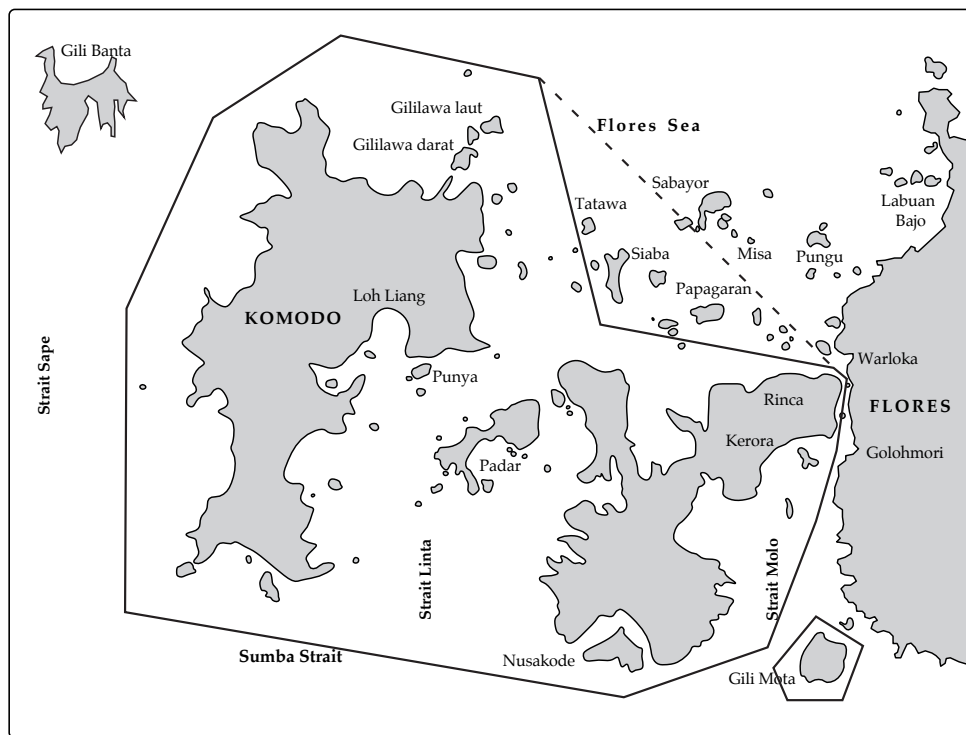 Gili Banta
Gililawa laut
Flores Sea
Gililawa darat
Sabayor
Tatawa
Labuan
Bajo
Siaba
Misa
Pungu
Papagaran
Loh Liang
KOMODO
Strait Sape
Punya
Warloka
Rinca
FLORES
Kerora
Golohmori
Padar
Strait Linta
Strait Molo
Sumba Strait
Nusakode
Gili Mota